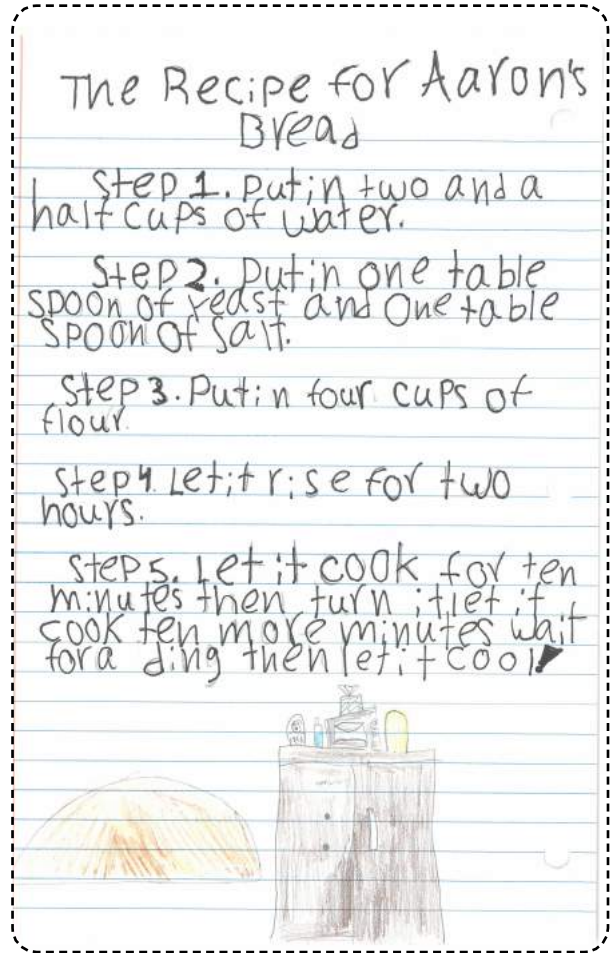 The Recipe for Aaron's
Bread
Step 1. Put in two and a
half cups of water.
Step 2. Put in one table
spoon of yeast and one table
spoon of salt.
Step 3. Put in four cups of
flour.
Step 4. Let it rise for two
hours.
Step 5. Let it cook for ten
minutes then turn it let it
cook ten more minutes wait
for a ding then let it cool!